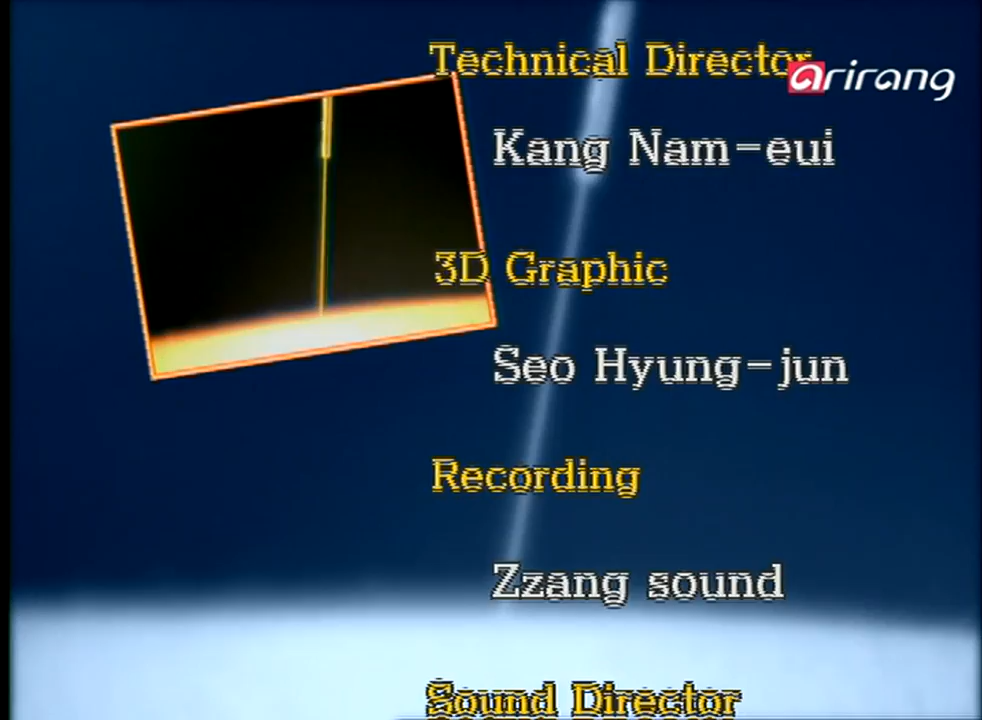 Technical Director
arirang
Kang Nam-eui
3D Graphic
Seo Hyung-jun
Recording
Zzang sound
Sound Director